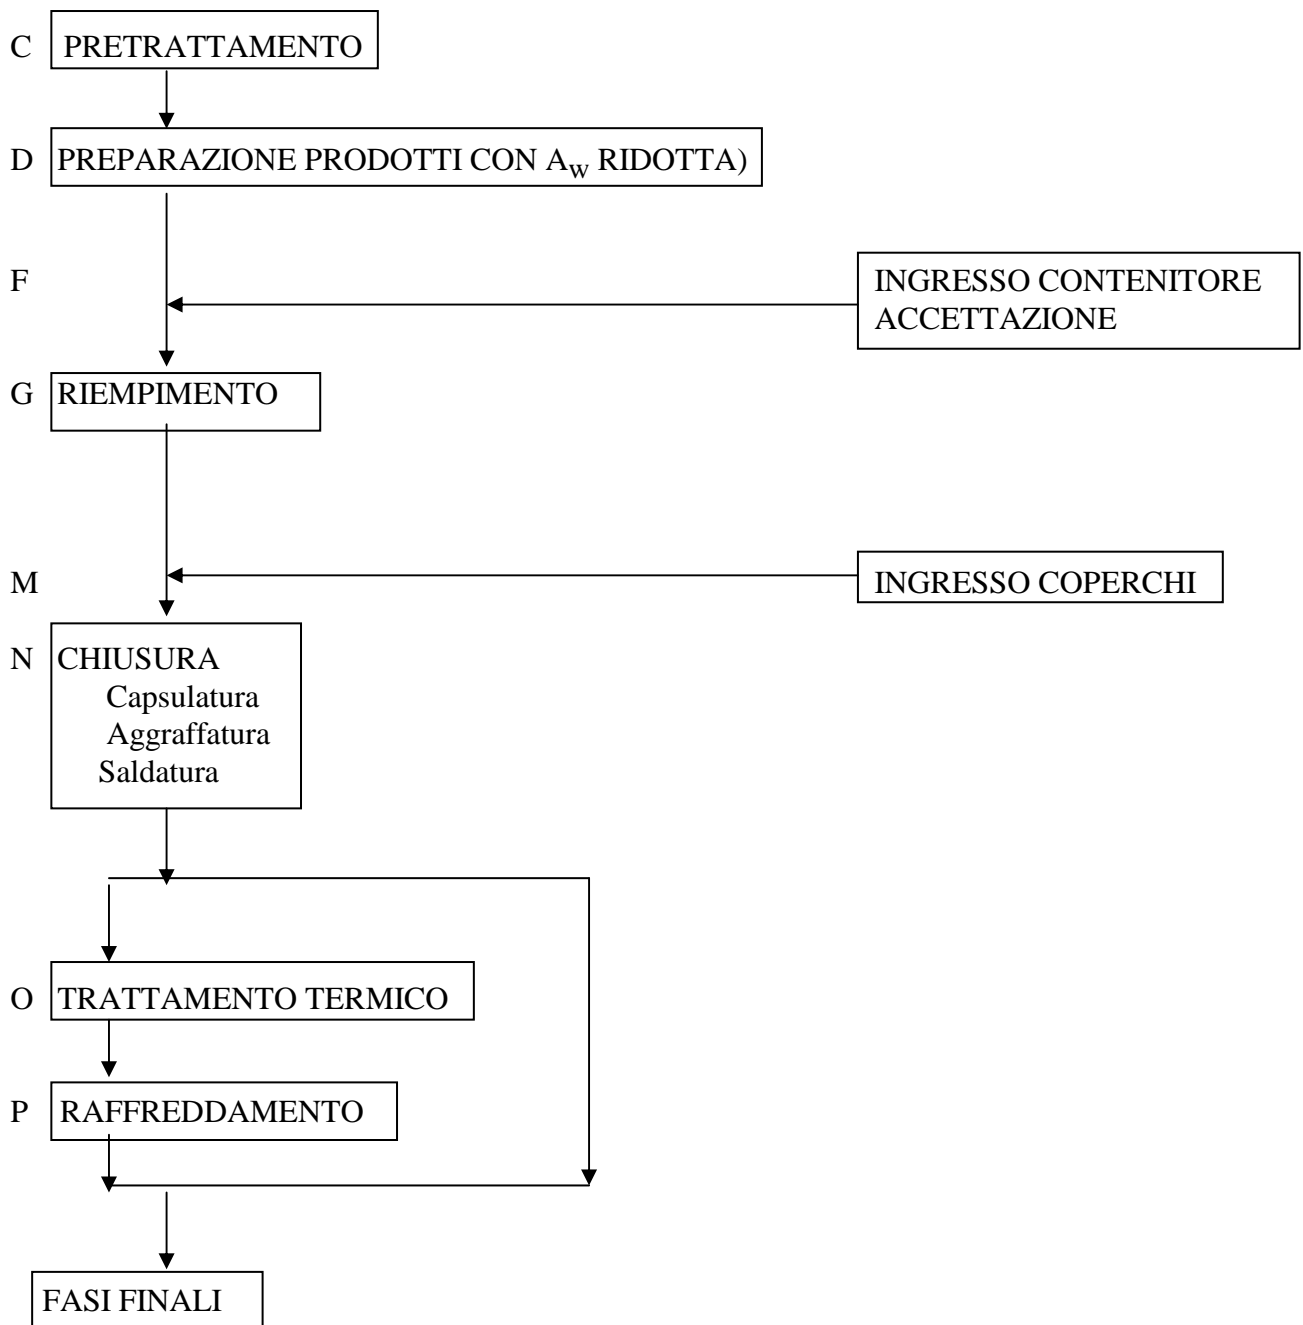 C PRETRATTAMENTO
D PREPARAZIONE PRODOTTI CON Aw RIDOTTA)
F INGRESSO CONTENITORE
ACCETTAZIONE
G RIEMPIMENTO
M INGRESSO COPERCHI
N CHIUSURA
Capsulatura
Aggraffatura
Saldatura
O TRATTAMENTO TERMICO
P RAFFREDDAMENTO
FASI FINALI